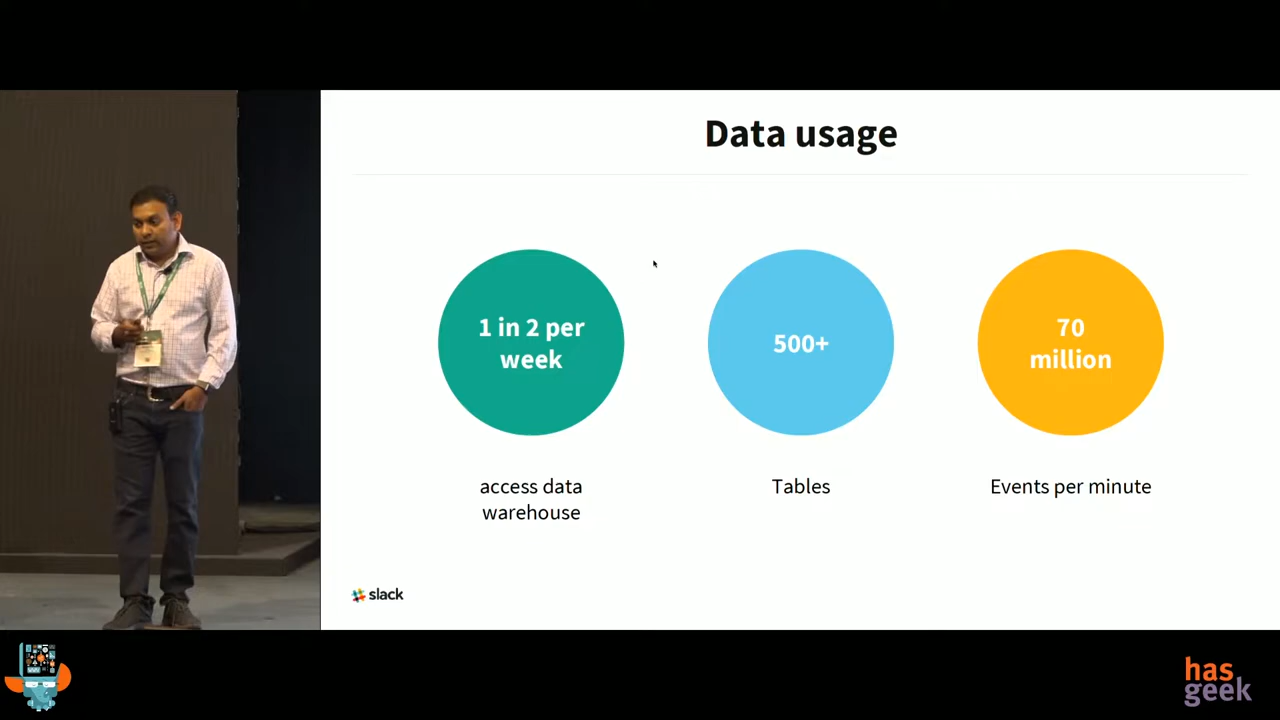 Data usage
1 in 2 per
week
500+
70
million
access data
warehouse
Tables
Events per minute
slack
has
geek